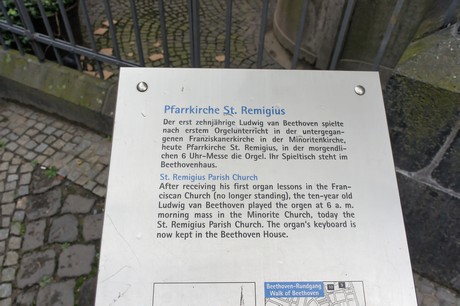 Pfarrkirche St. Remigius
Der erst zehnjährige Ludwig van Beethoven spielte
nach erstem Orgelunterricht in der untergegan-
genen Franziskanerkirche in der Minoritenkirche,
heute Pfarrkirche St. Remigius, in der morgendli-
chen 6 Uhr-Messe die Orgel. Ihr Spieltisch steht im
Beethovenhaus.
St. Remigius Parish Church
After receiving his first organ lessons in the Fran-
ciscan Church (no longer standing), the ten-year old
Ludwig van Beethoven played the orgen at 6 a. m.
morning mass in the Minorite Church, today the
St. Remigius Parish Church. The organ's keyboard is
now kept in the Beethoven House.
Beethoven-Rundgang
Walk of Beethoven